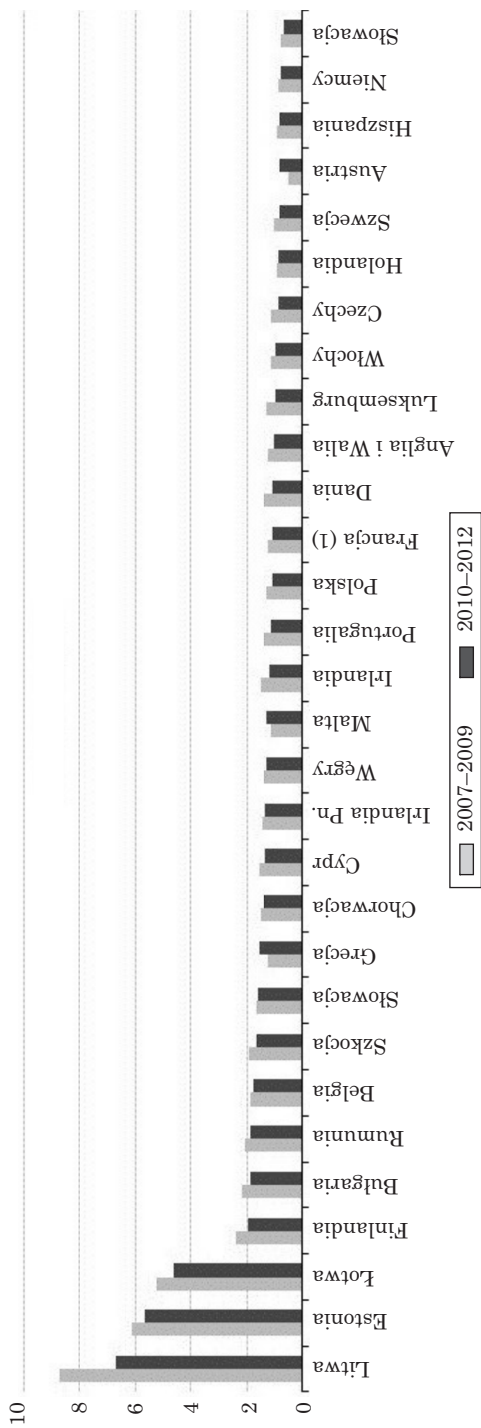 10
8
6
4
2
0
Litwa
Estonia
Łotwa
Finlandia
Bułgaria
Rumunia
Belgia
Szkocja
Słowacja
Grecja
Chorwacja
Cypr
Irlandia Pn.
Węgry
Malta
Irlandia
Portugalia
Polska
Francja (1)
Dania
Anglia i Walia
Luksemburg
Włochy
Czechy
Holandia
Szwecja
Austria
Hiszpania
Niemcy
Słowacja
2007–2009 2010–2012